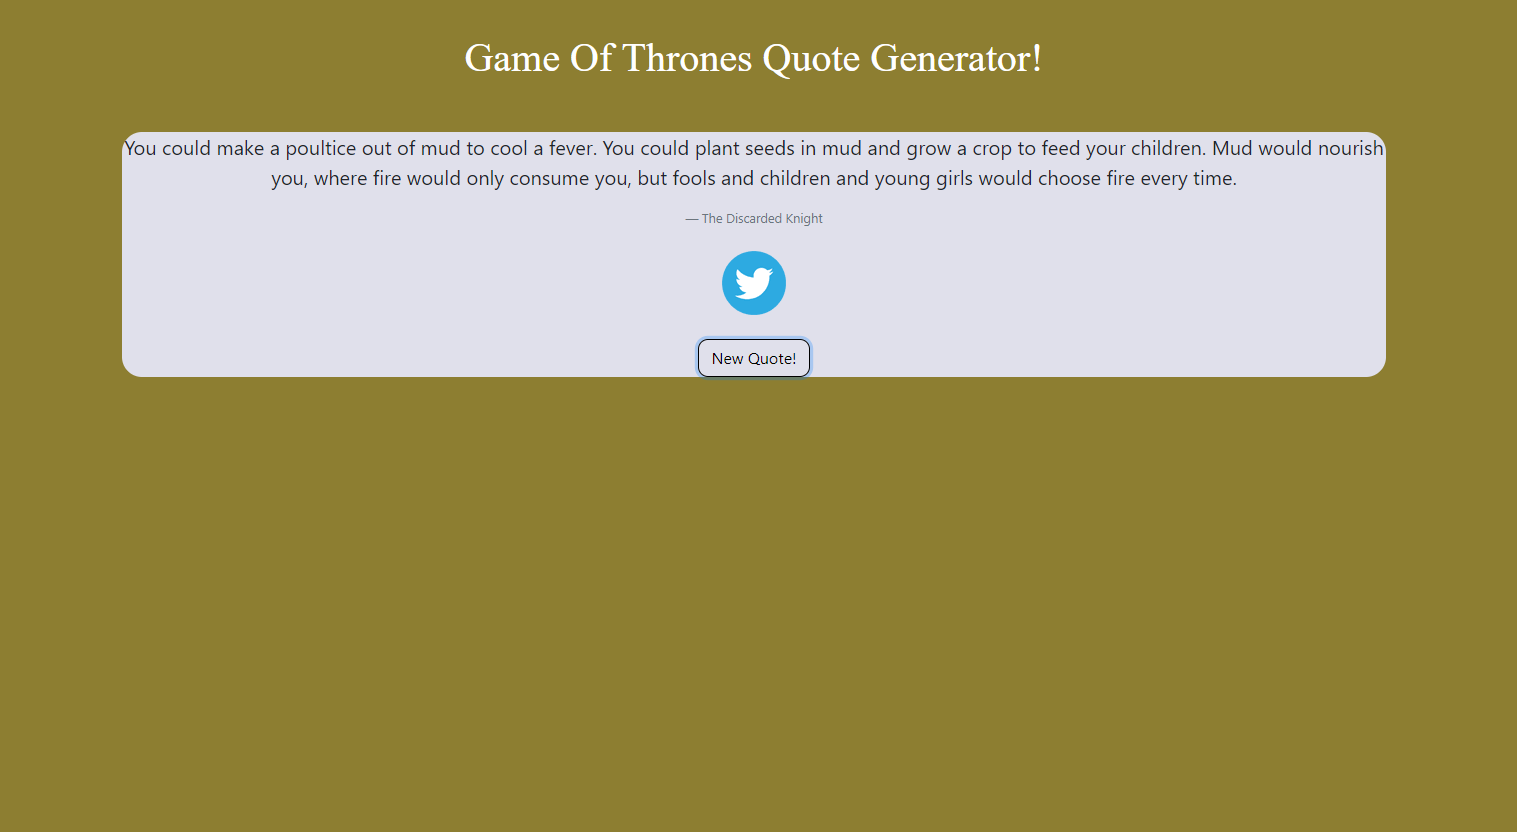 Game Of Thrones Quote Generator!
You could make a poultice out of mud to cool a fever. You could plant seeds in mud and grow a crop to feed your children. Mud would nourish
you, where fire would only consume you, but fools and children and young girls would choose fire every time.
— The Discarded Knight
New Quote!